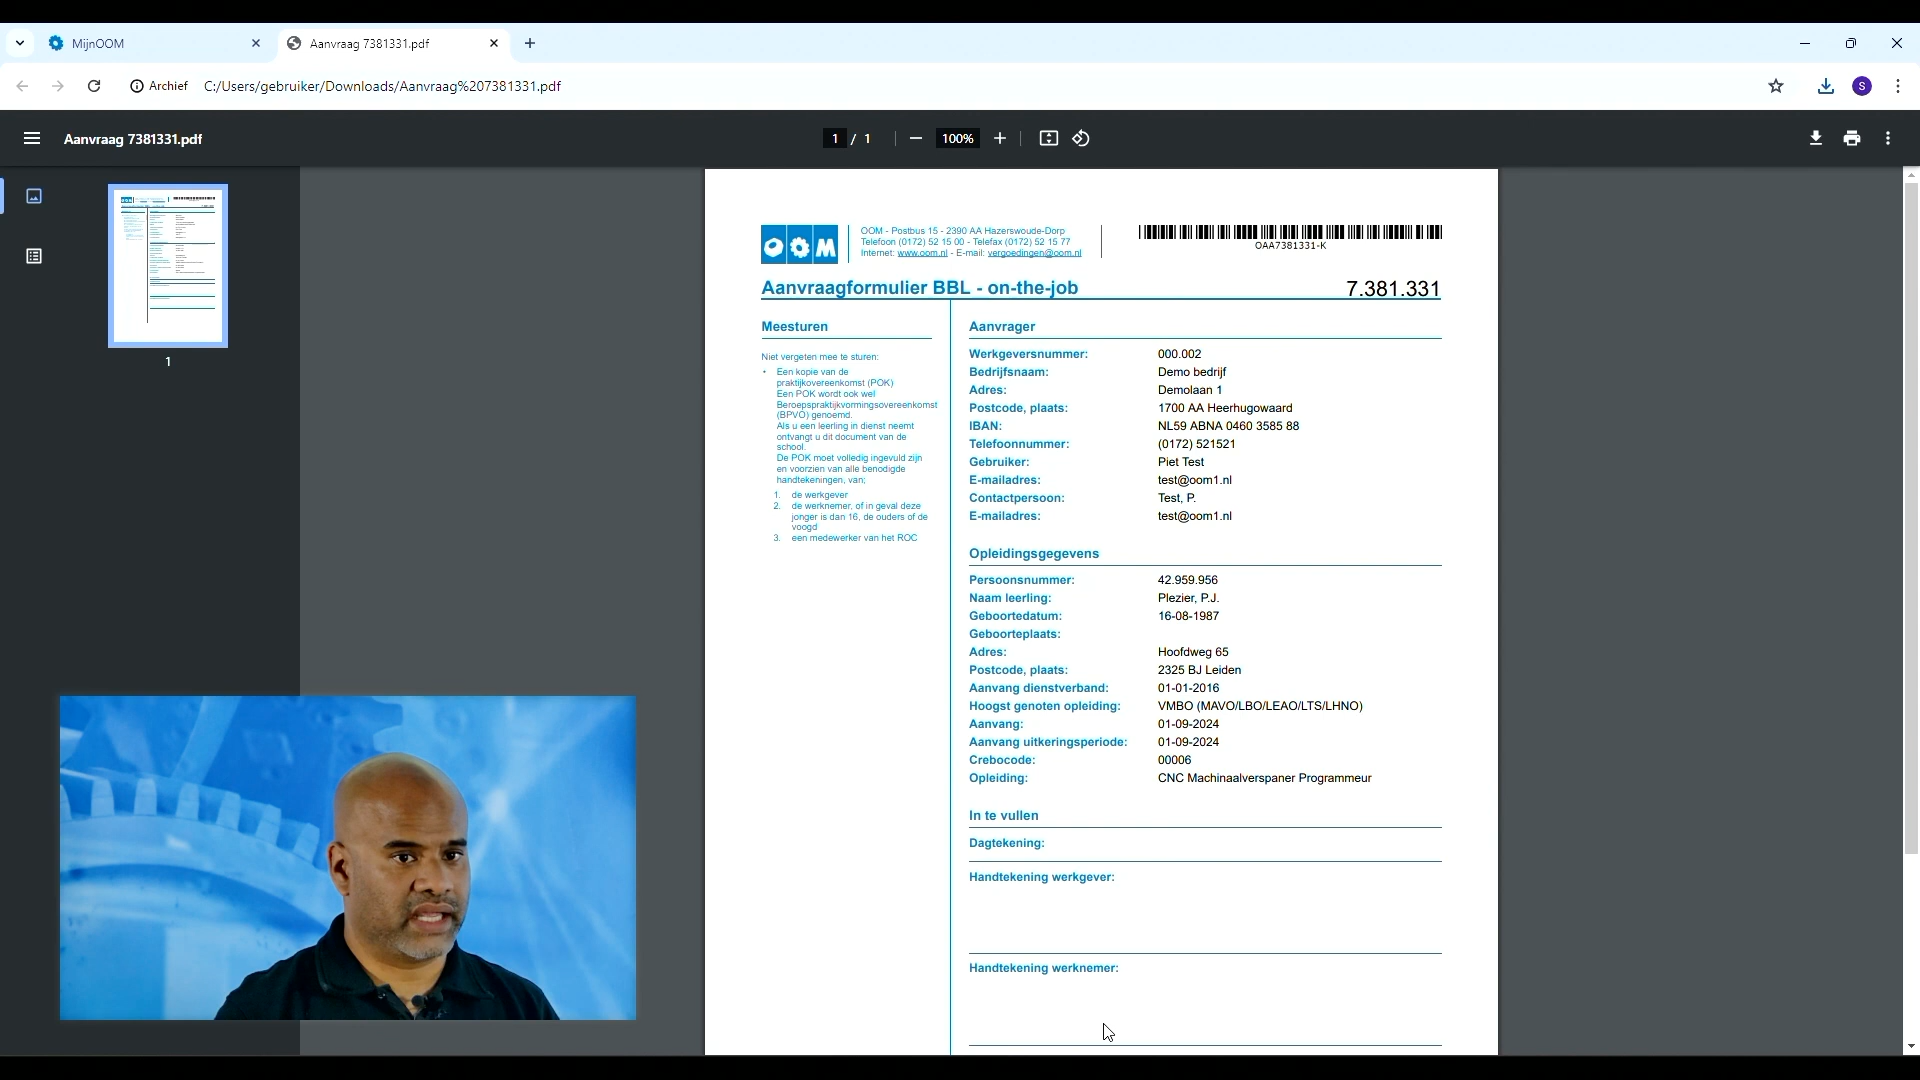 MijnOOM
Aanvraag 7381331.pdf
Archief C:/Users/gebruiker/Downloads/Aanvraag%207381331.pdf
S
Aanvraag 7381331.pdf
1 / 1
100%
1
OOM
OOM - Postbus 15 - 2390 AA Hazerswoude-Dorp
Telefoon (0172) 52 15 00 - Telefax (0172) 52 15 77
Internet: www.oom.nl - E-mail: vergoedingen@oom.nl
OAA7381331-K
Aanvraagformulier BBL - on-the-job
7.381.331
Meesturen
Niet vergeten mee te sturen:
• Een kopie van de
praktijkovereenkomst (POK)
Een POK wordt ook wel
Beroepspraktijkvormingsovereenkomst
(BPVO) genoemd.
Als u een leerling in dienst neemt
ontvangt u dit document van de
school.
De POK moet volledig ingevuld zijn
en voorzien van alle benodigde
handtekeningen, van;
1. de werkgever
2. de werknemer, of in geval deze
jonger is dan 16, de ouders of de
voogd
3. een medewerker van het ROC
Aanvrager
Werkgeversnummer: 000.002
Bedrijfsnaam: Demo bedrijf
Adres: Demolaan 1
Postcode, plaats: 1700 AA Heerhugowaard
IBAN: NL59 ABNA 0460 3585 88
Telefoonnummer: (0172) 521521
Gebruiker: Piet Test
E-mailadres: test@oom1.nl
Contactpersoon: Test, P.
E-mailadres: test@oom1.nl
Opleidingsgegevens
Persoonsnummer: 42.959.956
Naam leerling: Plezier, P.J.
Geboortedatum: 16-08-1987
Geboorteplaats:
Adres: Hoofdweg 65
Postcode, plaats: 2325 BJ Leiden
Aanvang dienstverband: 01-01-2016
Hoogst genoten opleiding: VMBO (MAVO/LBO/LEAO/LTS/LHNO)
Aanvang: 01-09-2024
Aanvang uitkeringsperiode: 01-09-2024
Crebocode: 00006
Opleiding: CNC Machinaalverspaner Programmeur
In te vullen
Dagtekening:
Handtekening werkgever:
Handtekening werknemer: